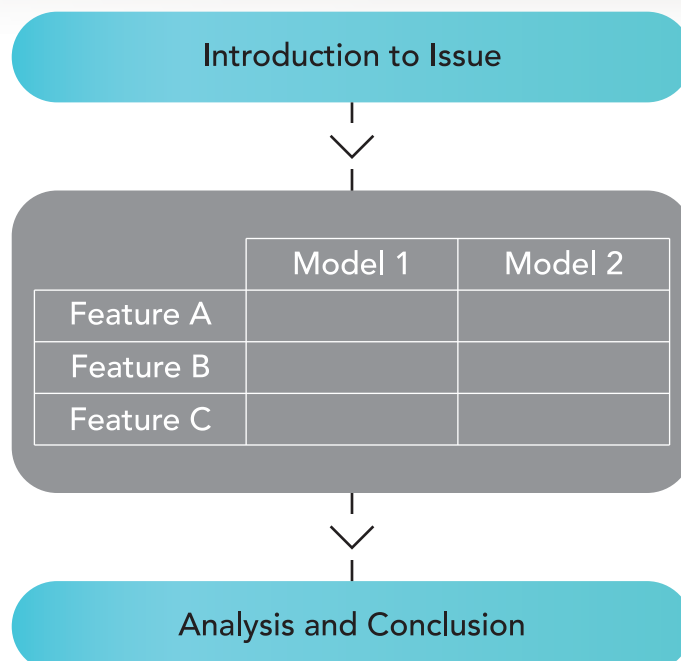 Introduction to Issue
Model 1 Model 2
Feature A
Feature B
Feature C
Analysis and Conclusion